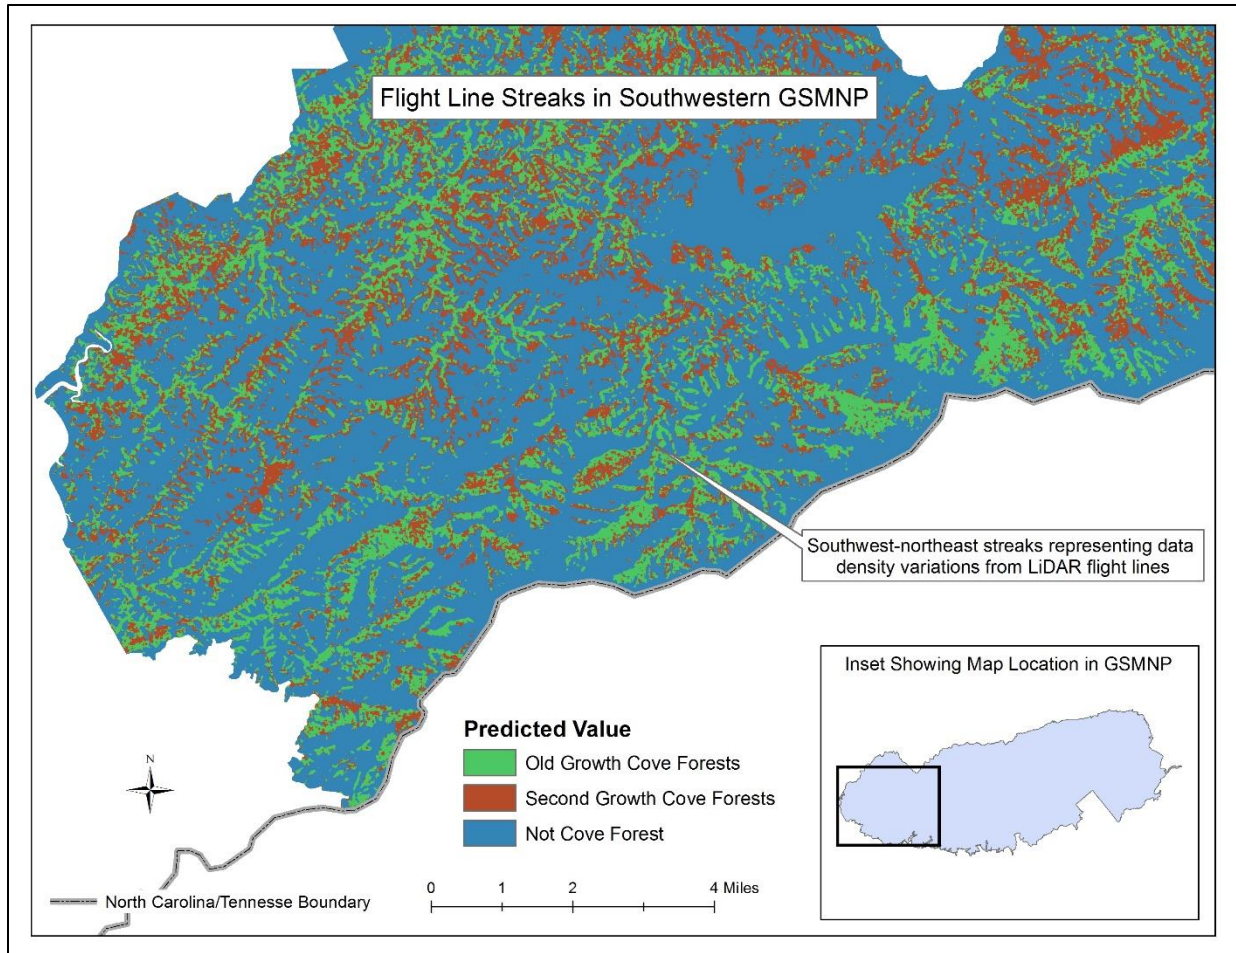 Flight Line Streaks in Southwestern GSMNP
Southwest-northeast streaks representing data
density variations from LiDAR flight lines
Inset Showing Map Location in GSMNP
Predicted Value
Old Growth Cove Forests
Second Growth Cove Forests
Not Cove Forest
N
North Carolina/Tennessee Boundary
0 1 2 4 Miles